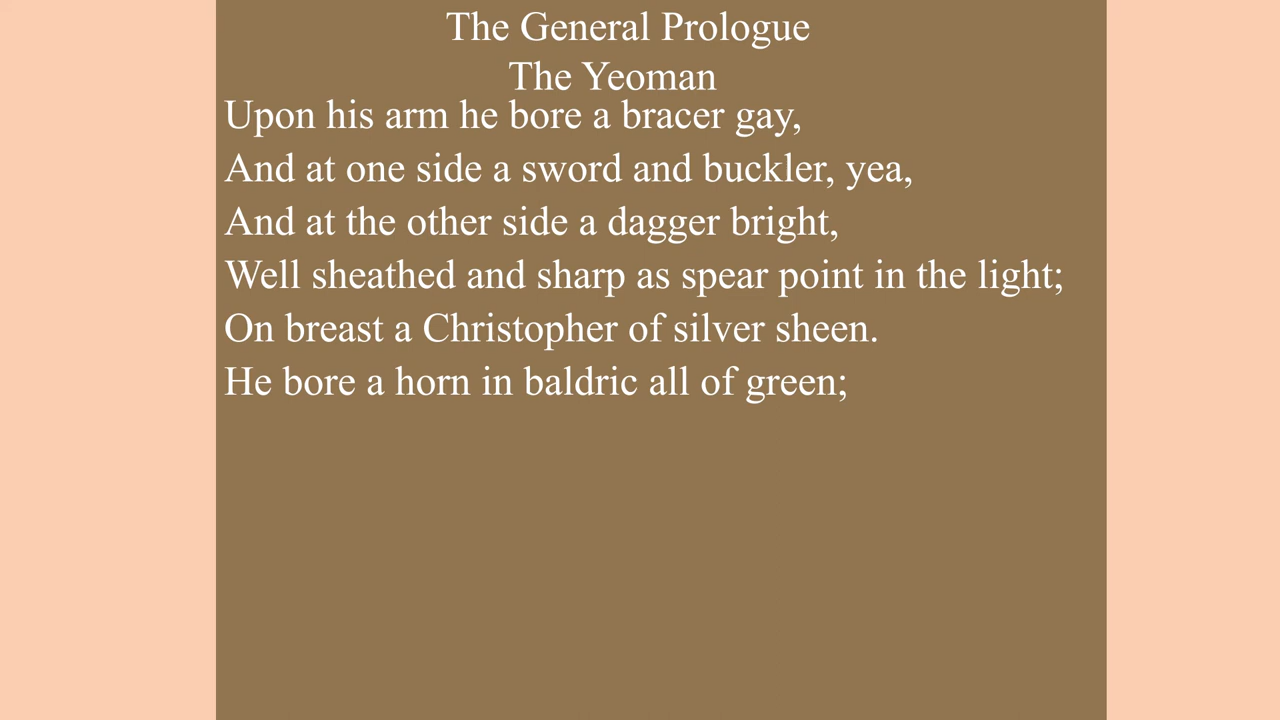 The General Prologue
The Yeoman
Upon his arm he bore a bracer gay,
And at one side a sword and buckler, yea,
And at the other side a dagger bright,
Well sheathed and sharp as spear point in the light;
On breast a Christopher of silver sheen.
He bore a horn in baldric all of green;